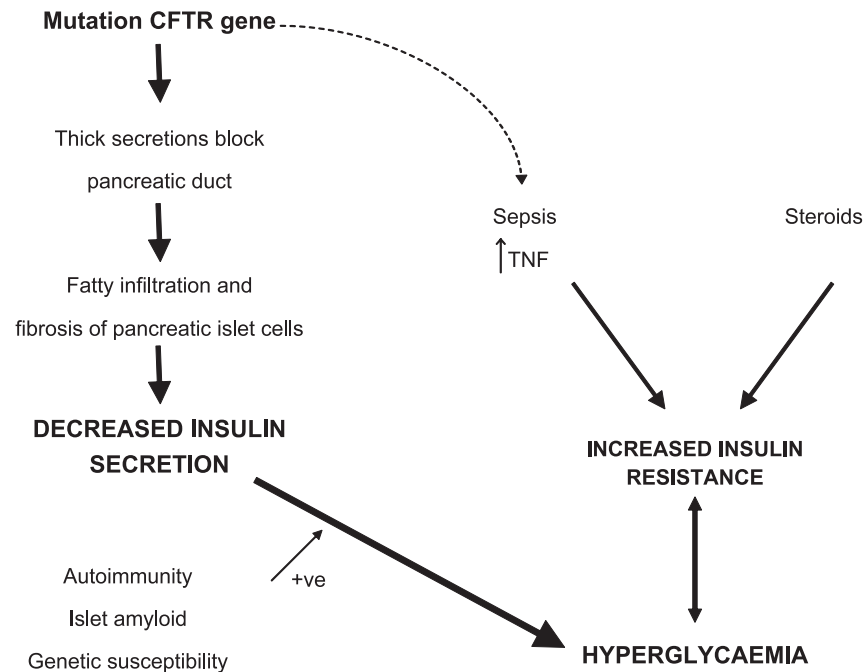 Mutation CFTR gene
Thick secretions block
pancreatic duct
Sepsis
TNF
Steroids
Fatty infiltration and
fibrosis of pancreatic islet cells
DECREASED INSULIN
SECRETION
INCREASED INSULIN
RESISTANCE
+ve
Autoimmunity
Islet amyloid
Genetic susceptibility
HYPERGLYCAEMIA